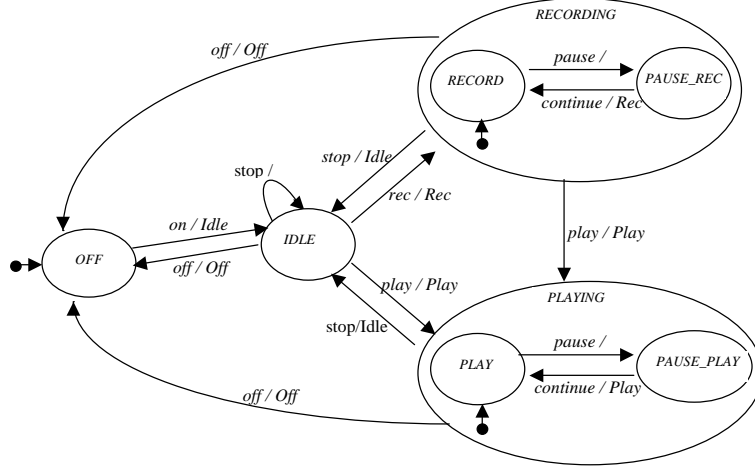 RECORDING
off / Off
pause /
RECORD
PAUSE_REC
continue / Rec
stop / Idle
stop /
rec / Rec
on / Idle
play / Play
OFF
IDLE
off / Off
play / Play
PLAYING
stop/Idle
pause /
PLAY
PAUSE_PLAY
continue / Play
off / Off